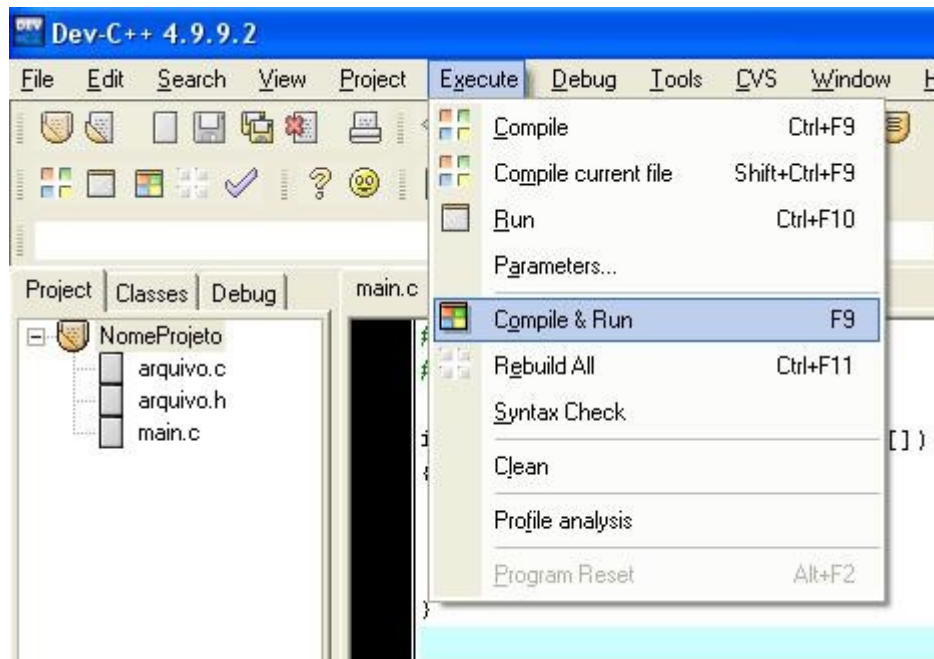 Dev-C++ 4.9.9.2
File Edit Search View Project Execute Debug Tools CVS Window H
Compile Ctrl+F9
Compile current file Shift+Ctrl+F9
Run Ctrl+F10
Parameters...
Compile & Run F9
Rebuild All Ctrl+F11
Syntax Check
Clean
Profile analysis
Program Reset Alt+F2
Project Classes Debug
main.c
NomeProjeto
arquivo.c
arquivo.h
main.c
[])
}